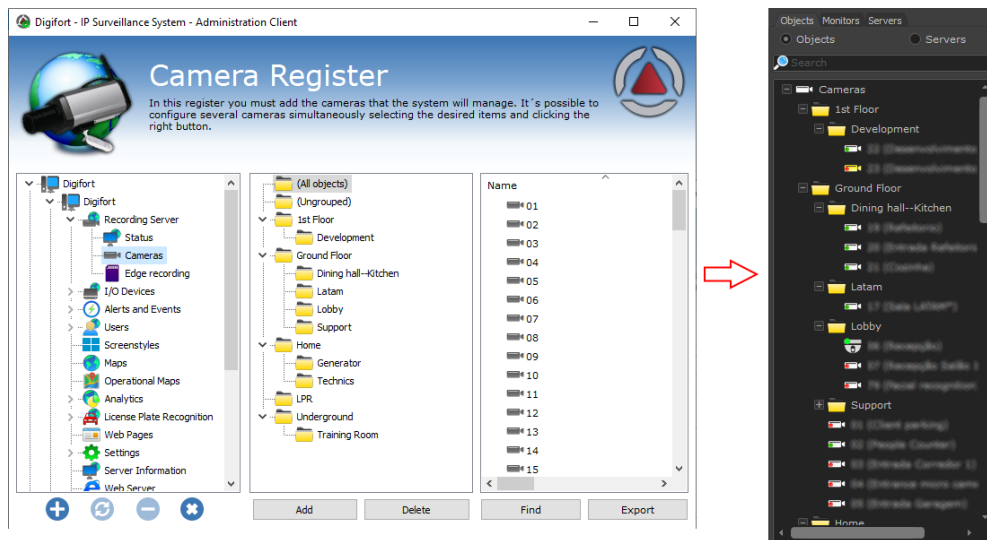 Digifort - IP Surveillance System - Administration Client
Camera Register
In this register you must add the cameras that the system will manage. It´s possible to
configure several cameras simultaneously selecting the desired items and clicking the
right button.
Digifort
Digifort
Recording Server
Status
Cameras
Edge recording
I/O Devices
Alerts and Events
Users
Screenstyles
Maps
Operational Maps
Analytics
License Plate Recognition
Web Pages
Settings
Server Information
Web Server
(All objects)
(Ungrouped)
1st Floor
Development
Ground Floor
Dining hall--Kitchen
Latam
Lobby
Support
Home
Generator
Technics
LPR
Underground
Training Room
Name
01
02
03
04
05
06
07
08
09
10
11
12
13
14
15
Add
Delete
Find
Export
Objects Monitors Servers
Objects Servers
Search
Cameras
1st Floor
Development
Ground Floor
Dining hall--Kitchen
Latam
Lobby
Support
Home